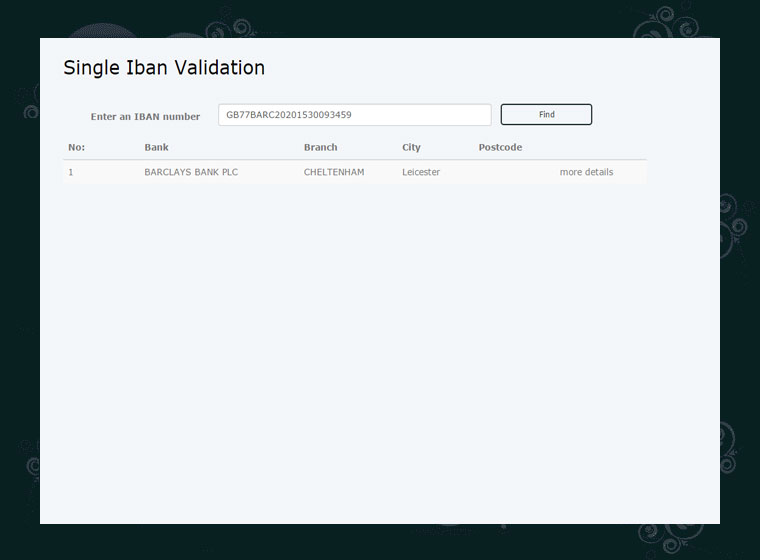 Single Iban Validation
Enter an IBAN number GB77BARC20201530093459 Find
No: Bank Branch City Postcode
1 BARCLAYS BANK PLC CHELTENHAM Leicester more details